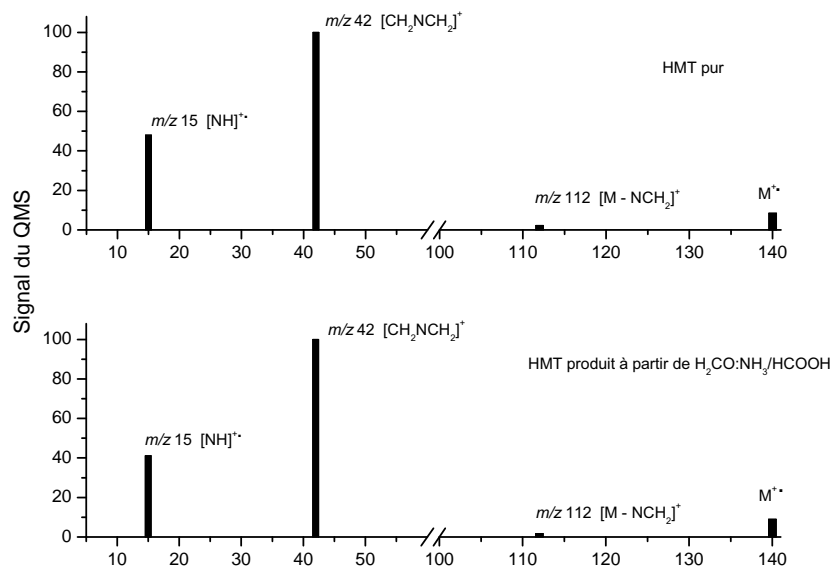 Signal du QMS
m/z 42 [CH₂NCH₂]⁺
HMT pur
m/z 15 [NH]⁺·
m/z 112 [M - NCH₂]⁺
M⁺·
100
80
60
40
20
0
10 20 30 40 50 100 110 120 130 140
m/z 42 [CH₂NCH₂]⁺
HMT produit à partir de H₂CO:NH₃/HCOOH
m/z 15 [NH]⁺·
m/z 112 [M - NCH₂]⁺
M⁺·
100
80
60
40
20
0
10 20 30 40 50 100 110 120 130 140